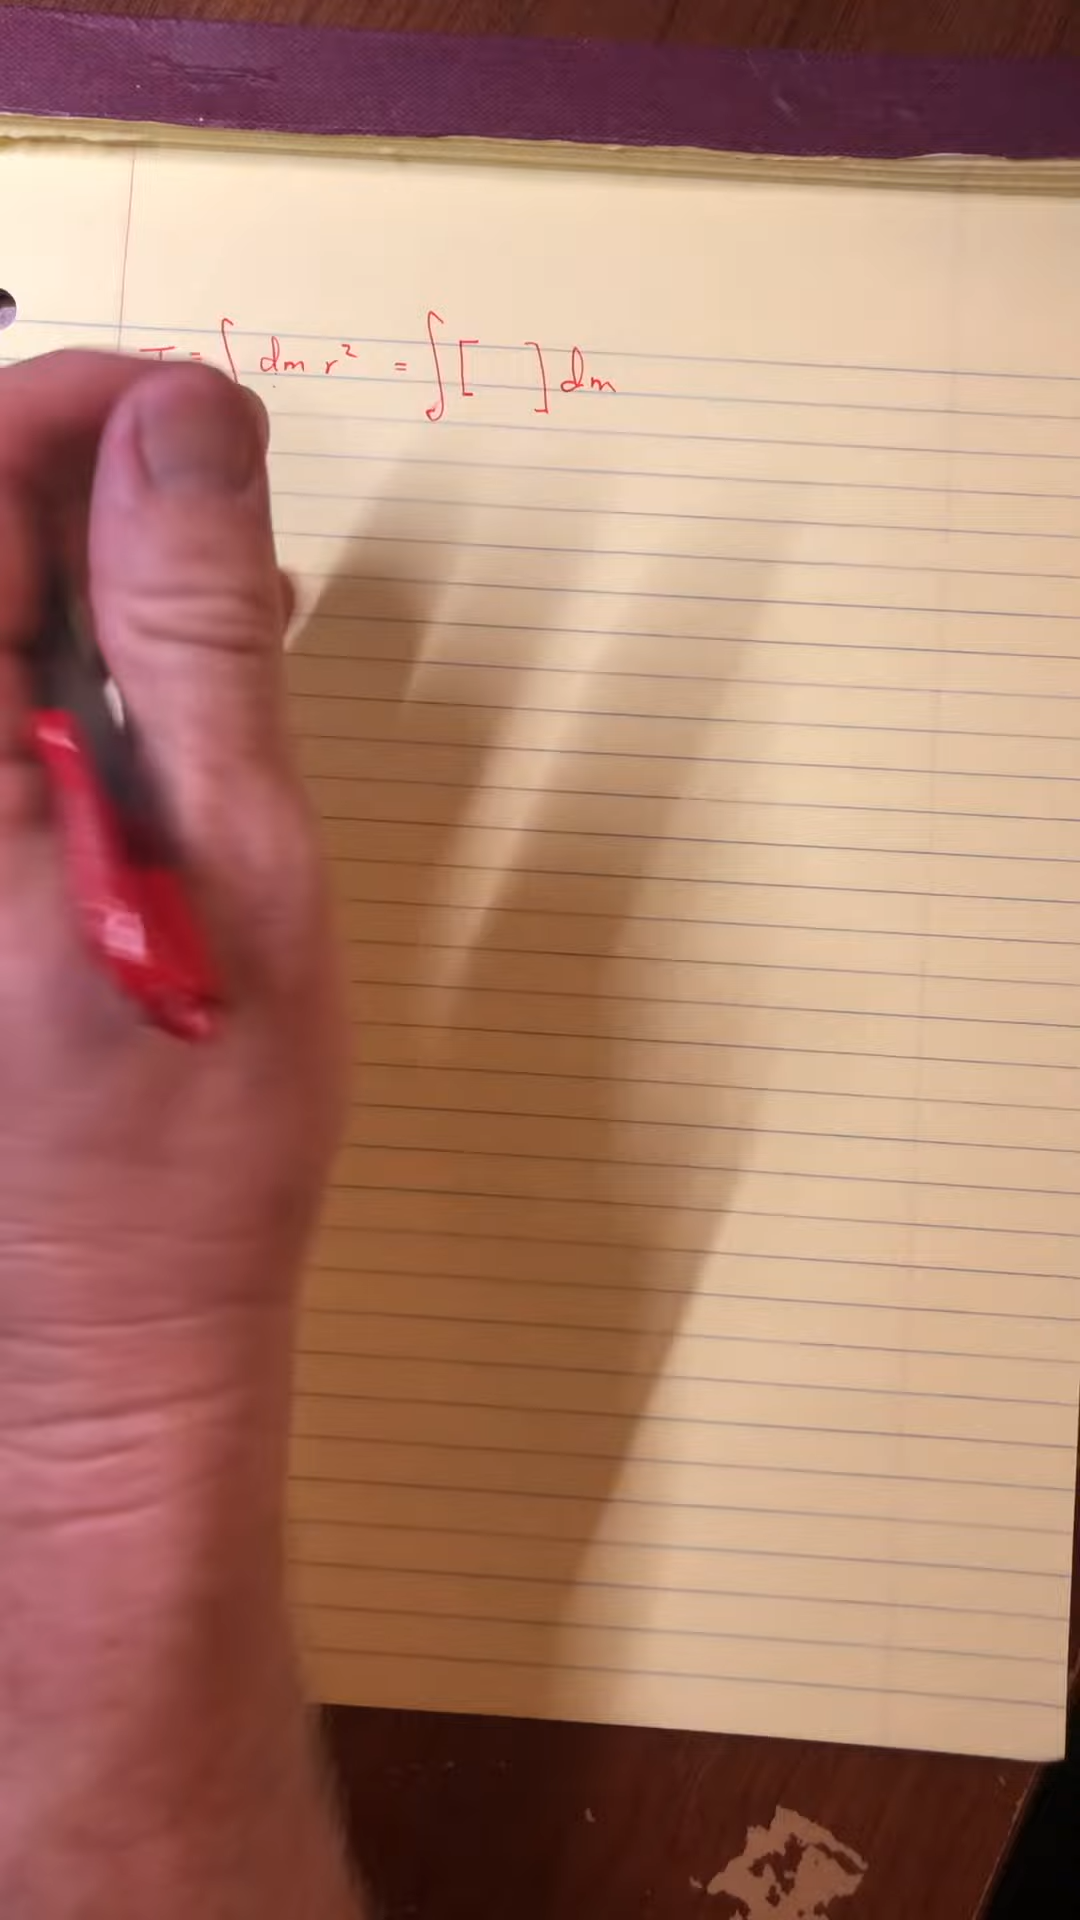 I = ∫ dm r² = ∫ [ ] dm